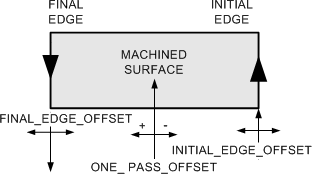 FINAL
EDGE
INITIAL
EDGE
MACHINED
SURFACE
FINAL_EDGE_OFFSET
+ -
INITIAL_EDGE_OFFSET
ONE_ PASS_OFFSET